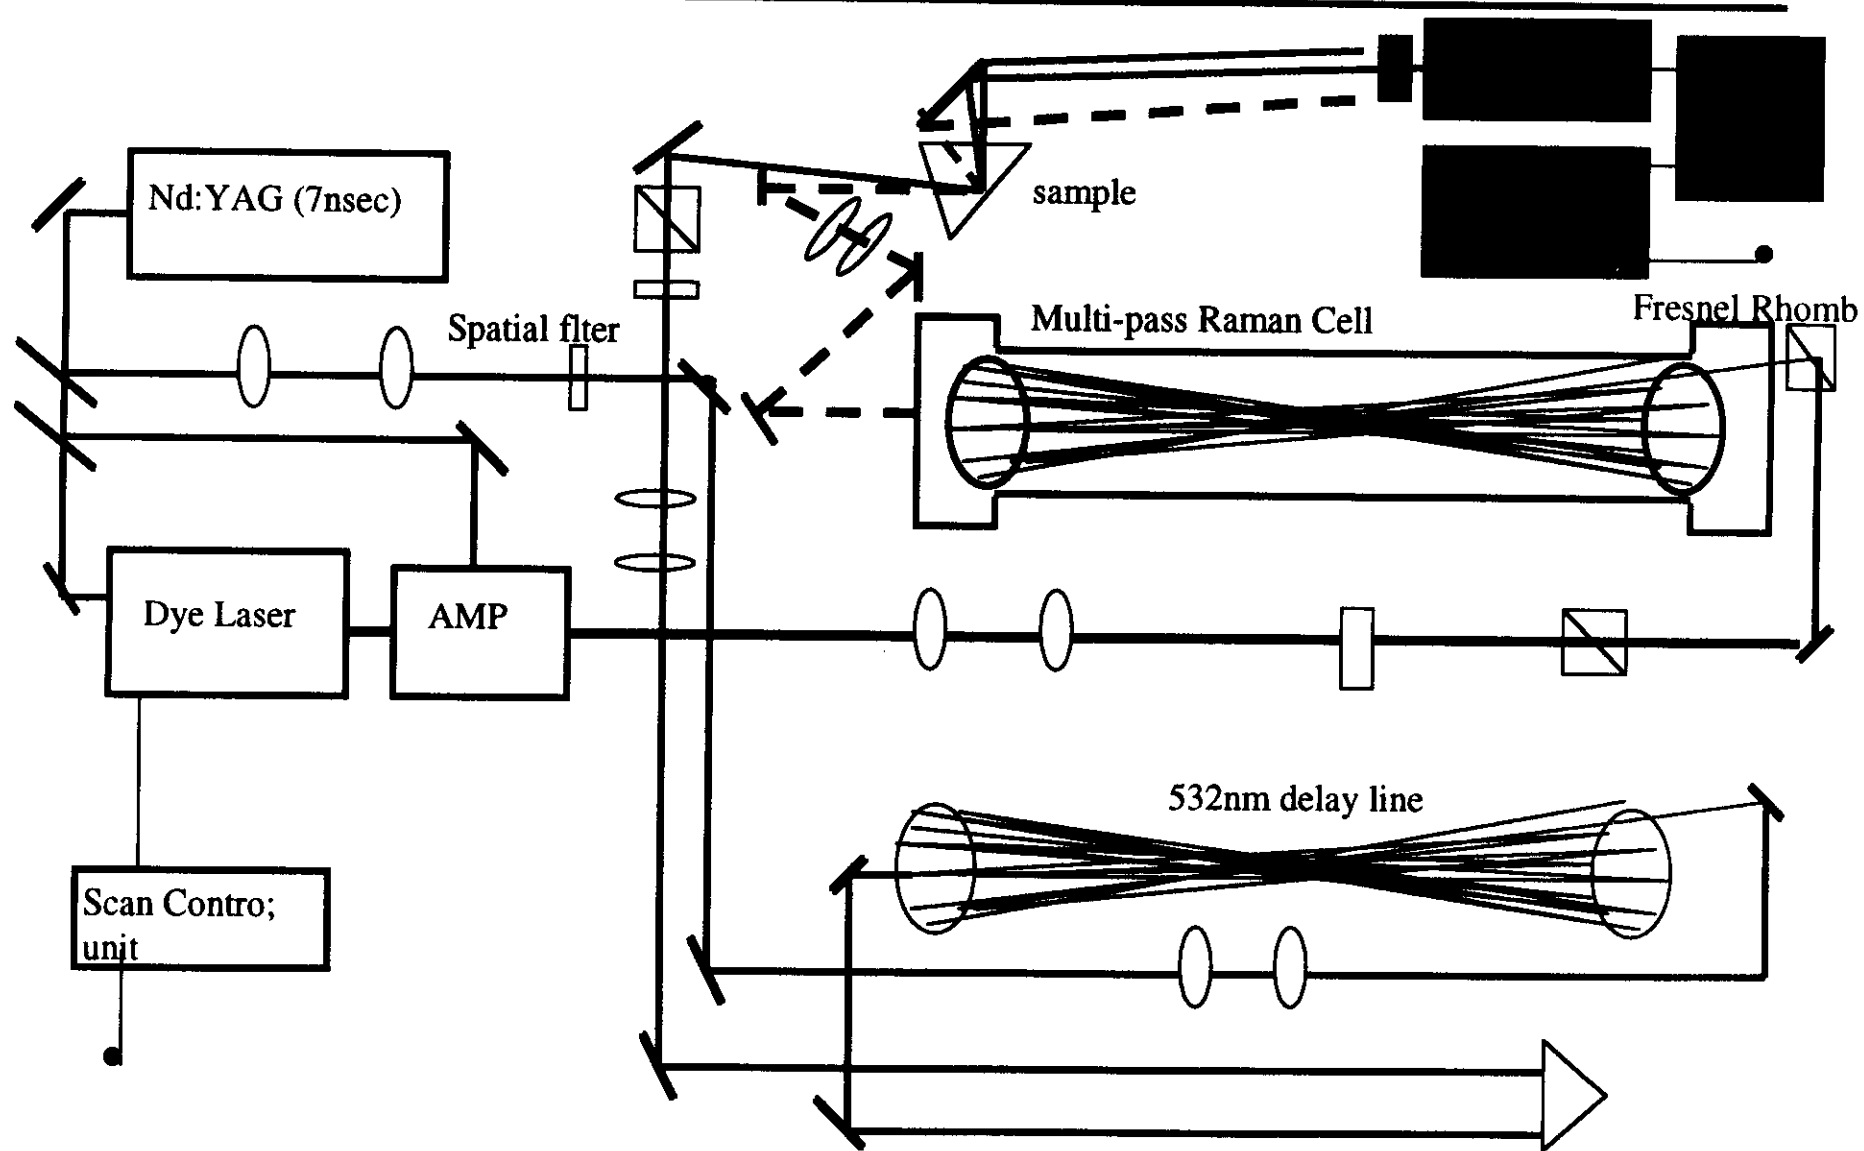 Nd:YAG (7nsec)
sample
Spatial flter
Multi-pass Raman Cell
Fresnel Rhomb
Dye Laser
AMP
532nm delay line
Scan Contro;
unit